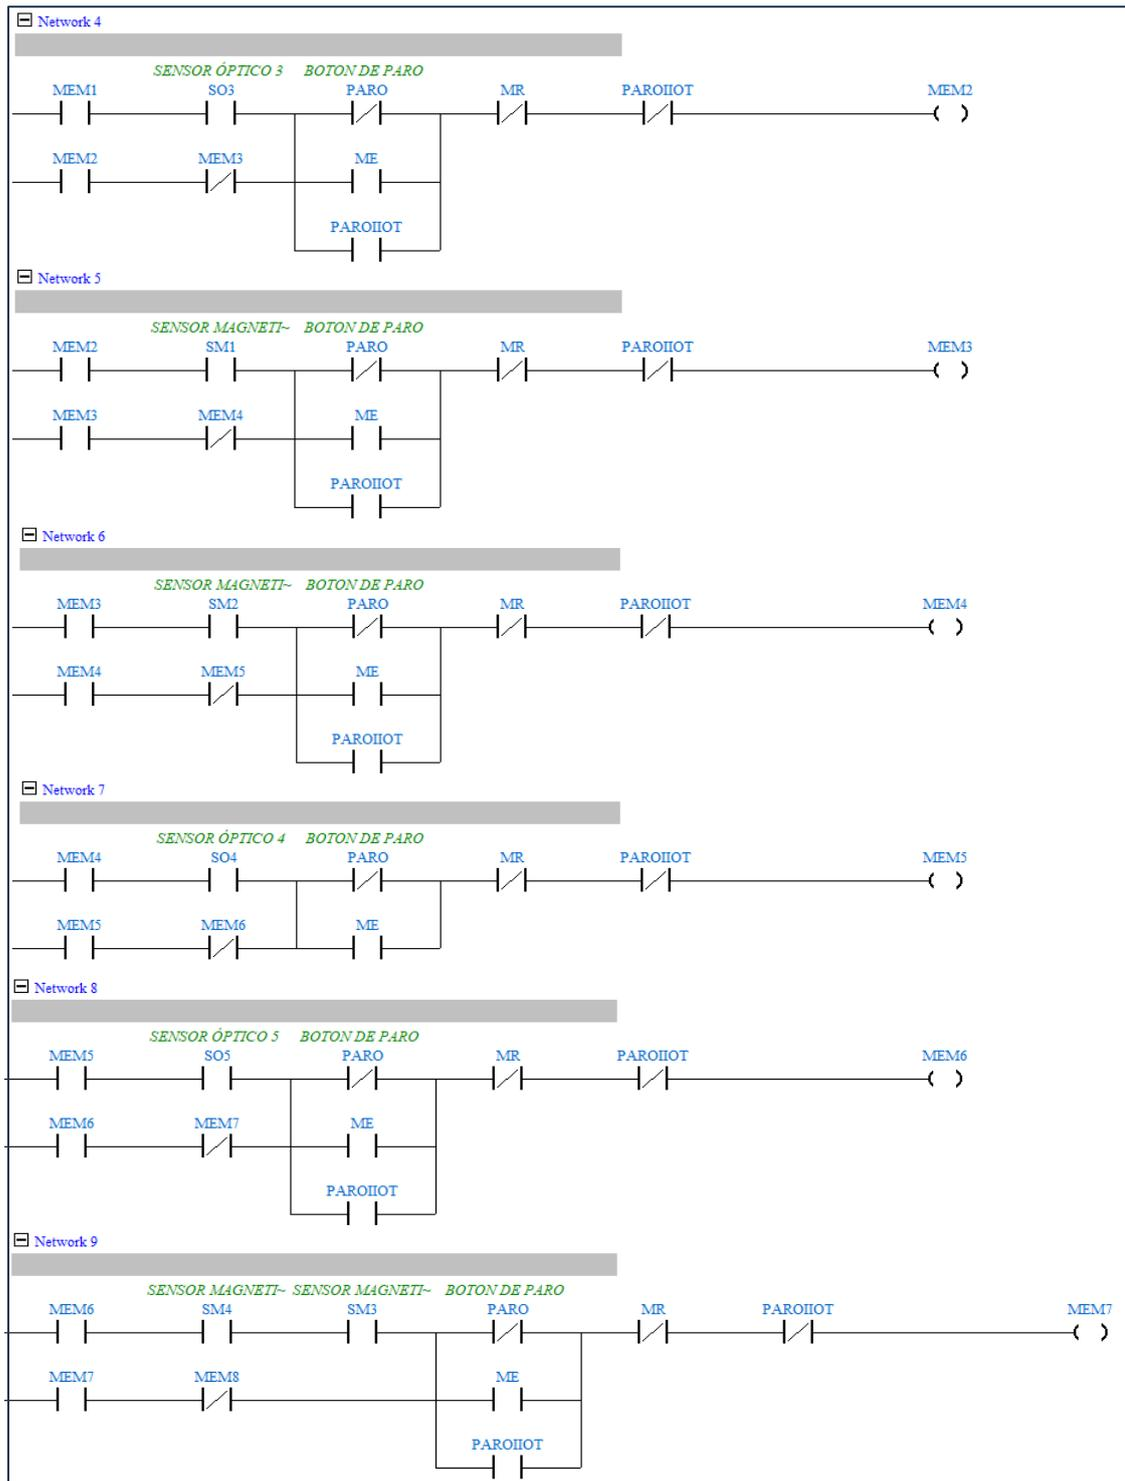 Network 4
SENSOR ÓPTICO 3 BOTON DE PARO
MEM1 SO3 PARO MR PAROIIOT MEM2
MEM2 MEM3 ME
PAROIIOT
Network 5
SENSOR MAGNETI~ BOTON DE PARO
MEM2 SM1 PARO MR PAROIIOT MEM3
MEM3 MEM4 ME
PAROIIOT
Network 6
SENSOR MAGNETI~ BOTON DE PARO
MEM3 SM2 PARO MR PAROIIOT MEM4
MEM4 MEM5 ME
PAROIIOT
Network 7
SENSOR ÓPTICO 4 BOTON DE PARO
MEM4 SO4 PARO MR PAROIIOT MEM5
MEM5 MEM6 ME
Network 8
SENSOR ÓPTICO 5 BOTON DE PARO
MEM5 SO5 PARO MR PAROIIOT MEM6
MEM6 MEM7 ME
PAROIIOT
Network 9
SENSOR MAGNETI~ SENSOR MAGNETI~ BOTON DE PARO
MEM6 SM4 SM3 PARO MR PAROIIOT MEM7
MEM7 MEM8 ME
PAROIIOT